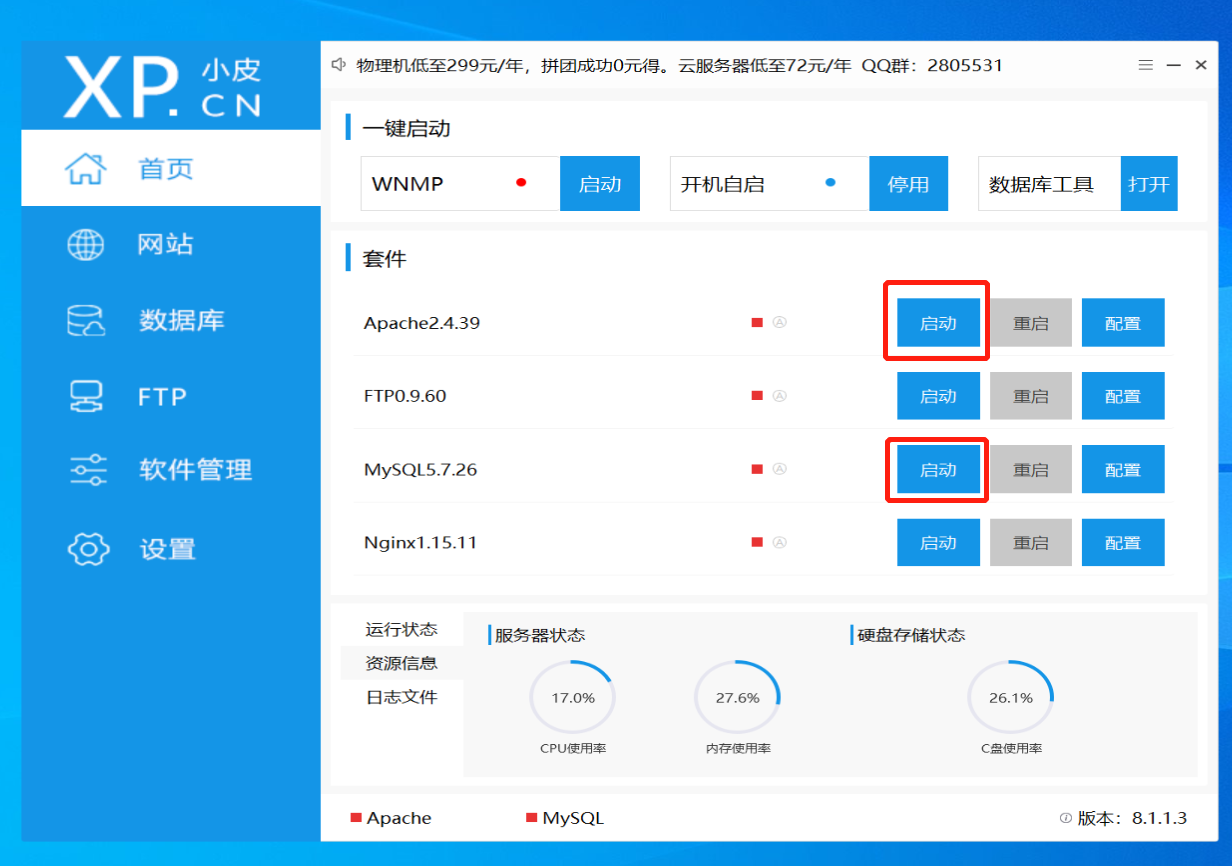 XP. 小皮 CN
物理机低至299元/年，拼团成功0元得。云服务器低至72元/年 QQ群：2805531
首页
网站
数据库
FTP
软件管理
设置
一键启动
WNMP 启动 开机自启 停用 数据库工具 打开
套件
Apache2.4.39 启动 重启 配置
FTP0.9.60 启动 重启 配置
MySQL5.7.26 启动 重启 配置
Nginx1.15.11 启动 重启 配置
运行状态
资源信息
日志文件
服务器状态 硬盘存储状态
17.0% 27.6% 26.1%
CPU使用率 内存使用率 C盘使用率
Apache MySQL 版本：8.1.1.3